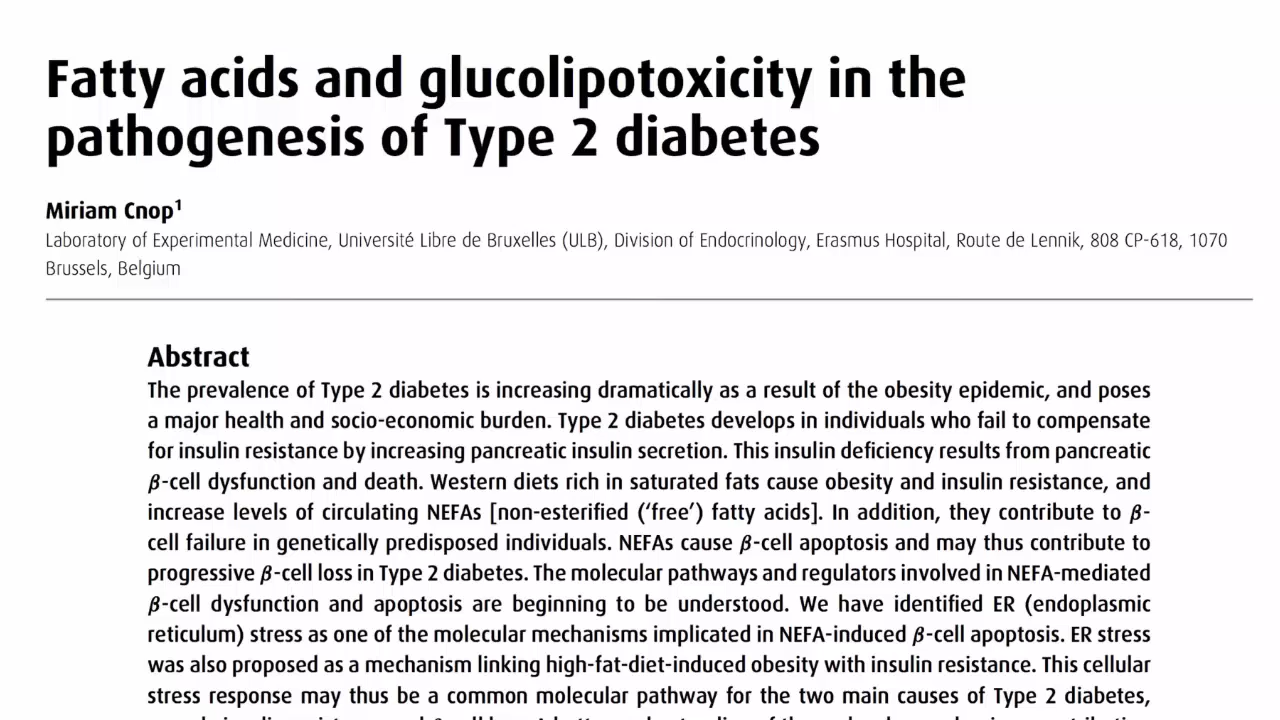 Fatty acids and glucolipotoxicity in the
pathogenesis of Type 2 diabetes
Miriam Cnop¹
Laboratory of Experimental Medicine, Université Libre de Bruxelles (ULB), Division of Endocrinology, Erasmus Hospital, Route de Lennik, 808 CP-618, 1070
Brussels, Belgium
Abstract
The prevalence of Type 2 diabetes is increasing dramatically as a result of the obesity epidemic, and poses
a major health and socio-economic burden. Type 2 diabetes develops in individuals who fail to compensate
for insulin resistance by increasing pancreatic insulin secretion. This insulin deficiency results from pancreatic
β-cell dysfunction and death. Western diets rich in saturated fats cause obesity and insulin resistance, and
increase levels of circulating NEFAs [non-esterified (‘free’) fatty acids]. In addition, they contribute to β-
cell failure in genetically predisposed individuals. NEFAs cause β-cell apoptosis and may thus contribute to
progressive β-cell loss in Type 2 diabetes. The molecular pathways and regulators involved in NEFA-mediated
β-cell dysfunction and apoptosis are beginning to be understood. We have identified ER (endoplasmic
reticulum) stress as one of the molecular mechanisms implicated in NEFA-induced β-cell apoptosis. ER stress
was also proposed as a mechanism linking high-fat-diet-induced obesity with insulin resistance. This cellular
stress response may thus be a common molecular pathway for the two main causes of Type 2 diabetes,